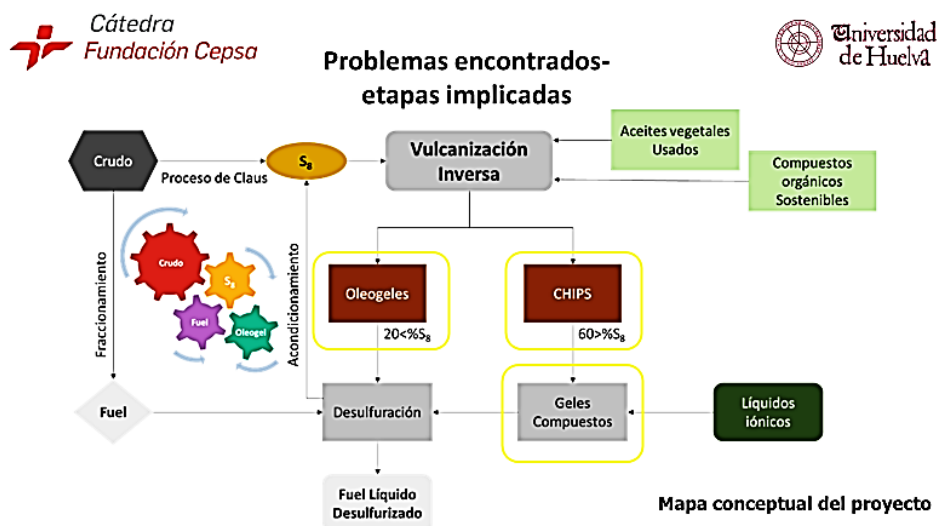 Cátedra
Fundación Cepsa
Universidad
de Huelva
Problemas encontrados-
etapas implicadas
Crudo
Proceso de Claus
S₈
Vulcanización
Inversa
Aceites vegetales
Usados
Compuestos
orgánicos
Sostenibles
Fraccionamiento
Crudo
S₈
Fuel
Oleogel
Acondicionamiento
Oleogeles
20<%S₈
CHIPS
60>%S₈
Fuel
Desulfuración
Geles
Compuestos
Líquidos
iónicos
Fuel Líquido
Desulfurizado
Mapa conceptual del proyecto